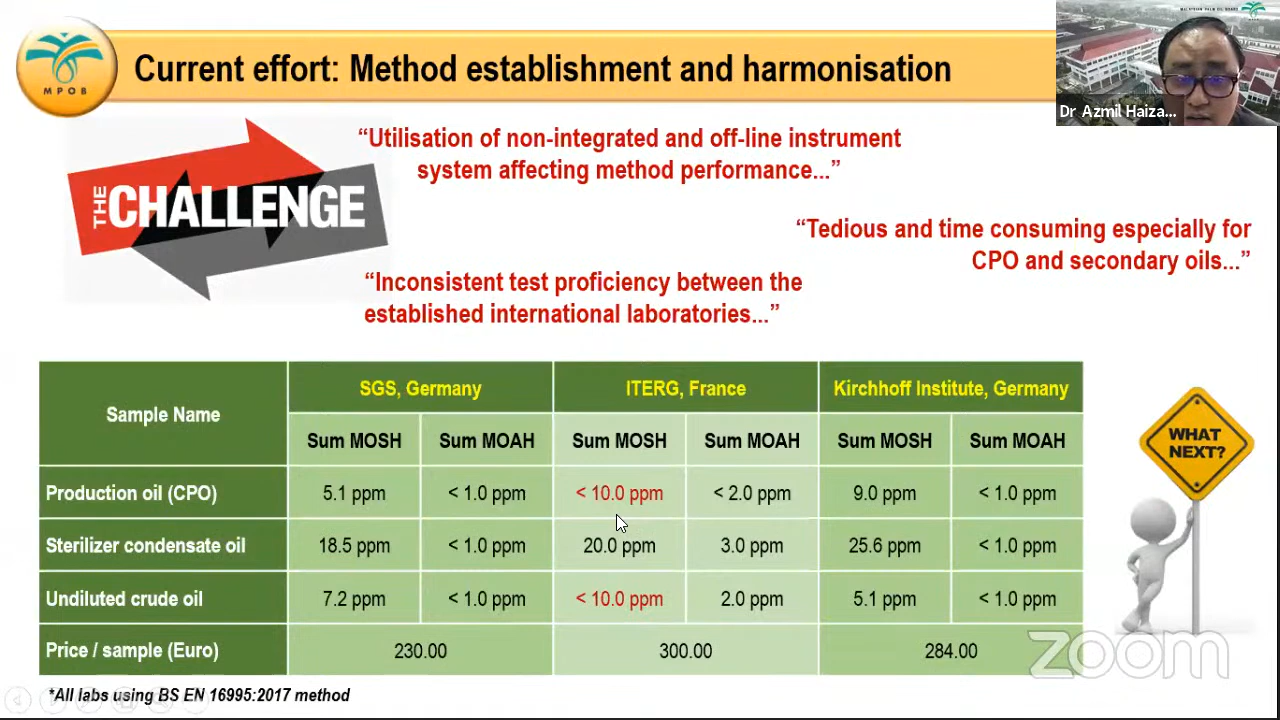 MPOB
Current effort: Method establishment and harmonisation
Dr Azmil Haiza...
THE CHALLENGE
“Utilisation of non-integrated and off-line instrument
system affecting method performance...”
“Tedious and time consuming especially for
CPO and secondary oils...”
“Inconsistent test proficiency between the
established international laboratories...”
Sample Name
SGS, Germany
ITERG, France
Kirchhoff Institute, Germany
Sum MOSH Sum MOAH Sum MOSH Sum MOAH Sum MOSH Sum MOAH
Production oil (CPO) 5.1 ppm < 1.0 ppm < 10.0 ppm < 2.0 ppm 9.0 ppm < 1.0 ppm
Sterilizer condensate oil 18.5 ppm < 1.0 ppm 20.0 ppm 3.0 ppm 25.6 ppm < 1.0 ppm
Undiluted crude oil 7.2 ppm < 1.0 ppm < 10.0 ppm 2.0 ppm 5.1 ppm < 1.0 ppm
Price / sample (Euro) 230.00 300.00 284.00
*All labs using BS EN 16995:2017 method
WHAT
NEXT?
zoom